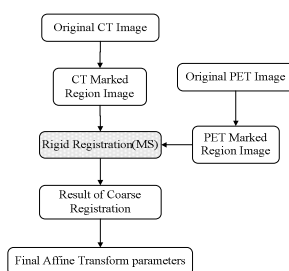 Original CT Image
CT Marked
Region Image
Original PET Image
Rigid Registration(MS)
PET Marked
Region Image
Result of Coarse
Registration
Final Affine Transform parameters